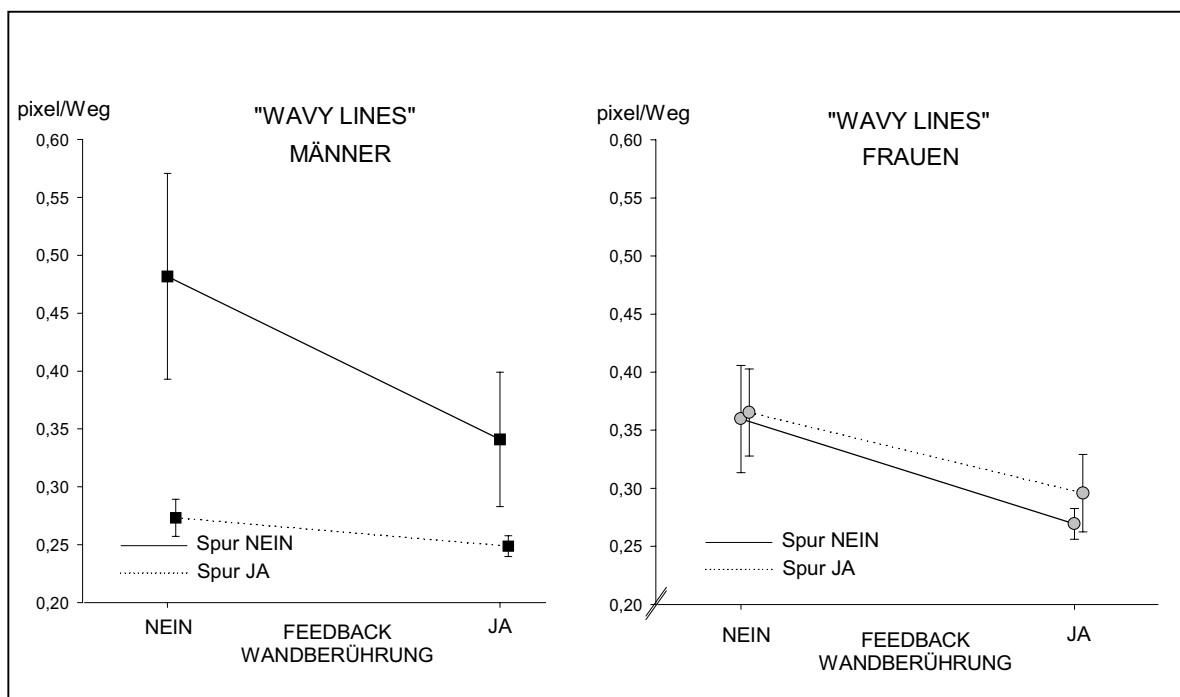 pixel/Weg
"WAVY LINES"
MÄNNER
0,60
0,55
0,50
0,45
0,40
0,35
0,30
0,25
0,20
Spur NEIN
Spur JA
NEIN
FEEDBACK
WANDBERÜHRUNG
JA
pixel/Weg
"WAVY LINES"
FRAUEN
0,60
0,55
0,50
0,45
0,40
0,35
0,30
0,25
0,20
Spur NEIN
Spur JA
NEIN
FEEDBACK
WANDBERÜHRUNG
JA